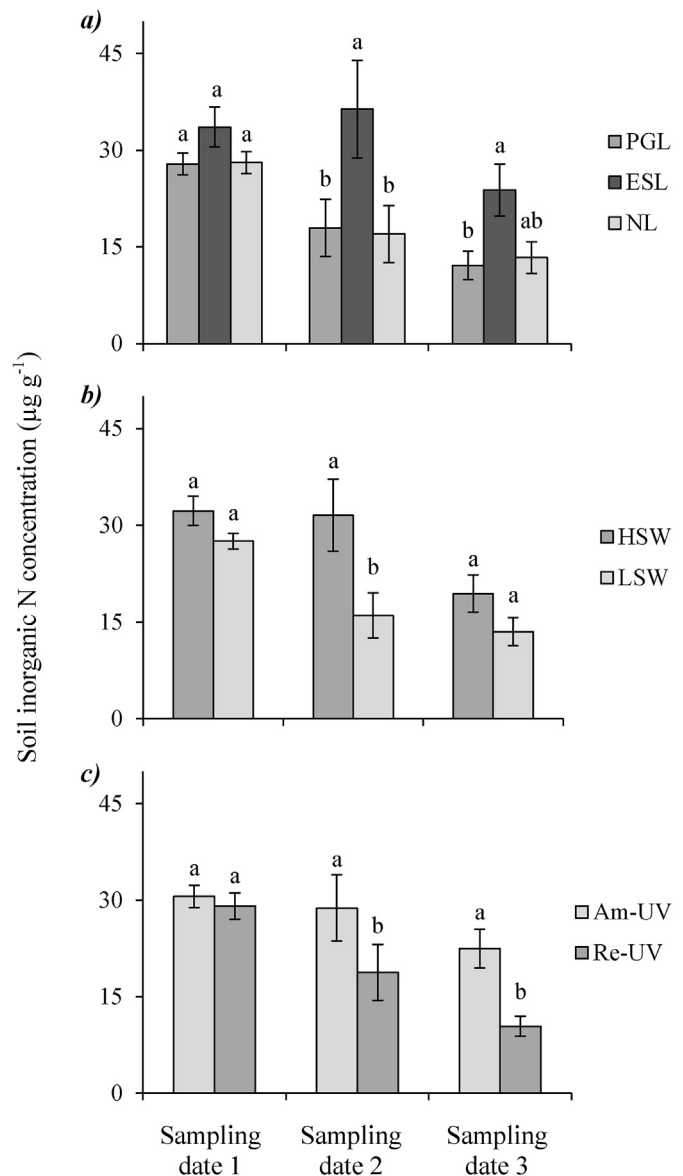 a)
45
30
15
0
a
a
a
b
a
b
b
a
ab
PGL
ESL
NL
Soil inorganic N concentration (µg g⁻¹)
b)
45
30
15
0
a
a
a
b
a
a
HSW
LSW
c)
45
30
15
0
a
a
a
b
a
b
Am-UV
Re-UV
Sampling
date 1
Sampling
date 2
Sampling
date 3